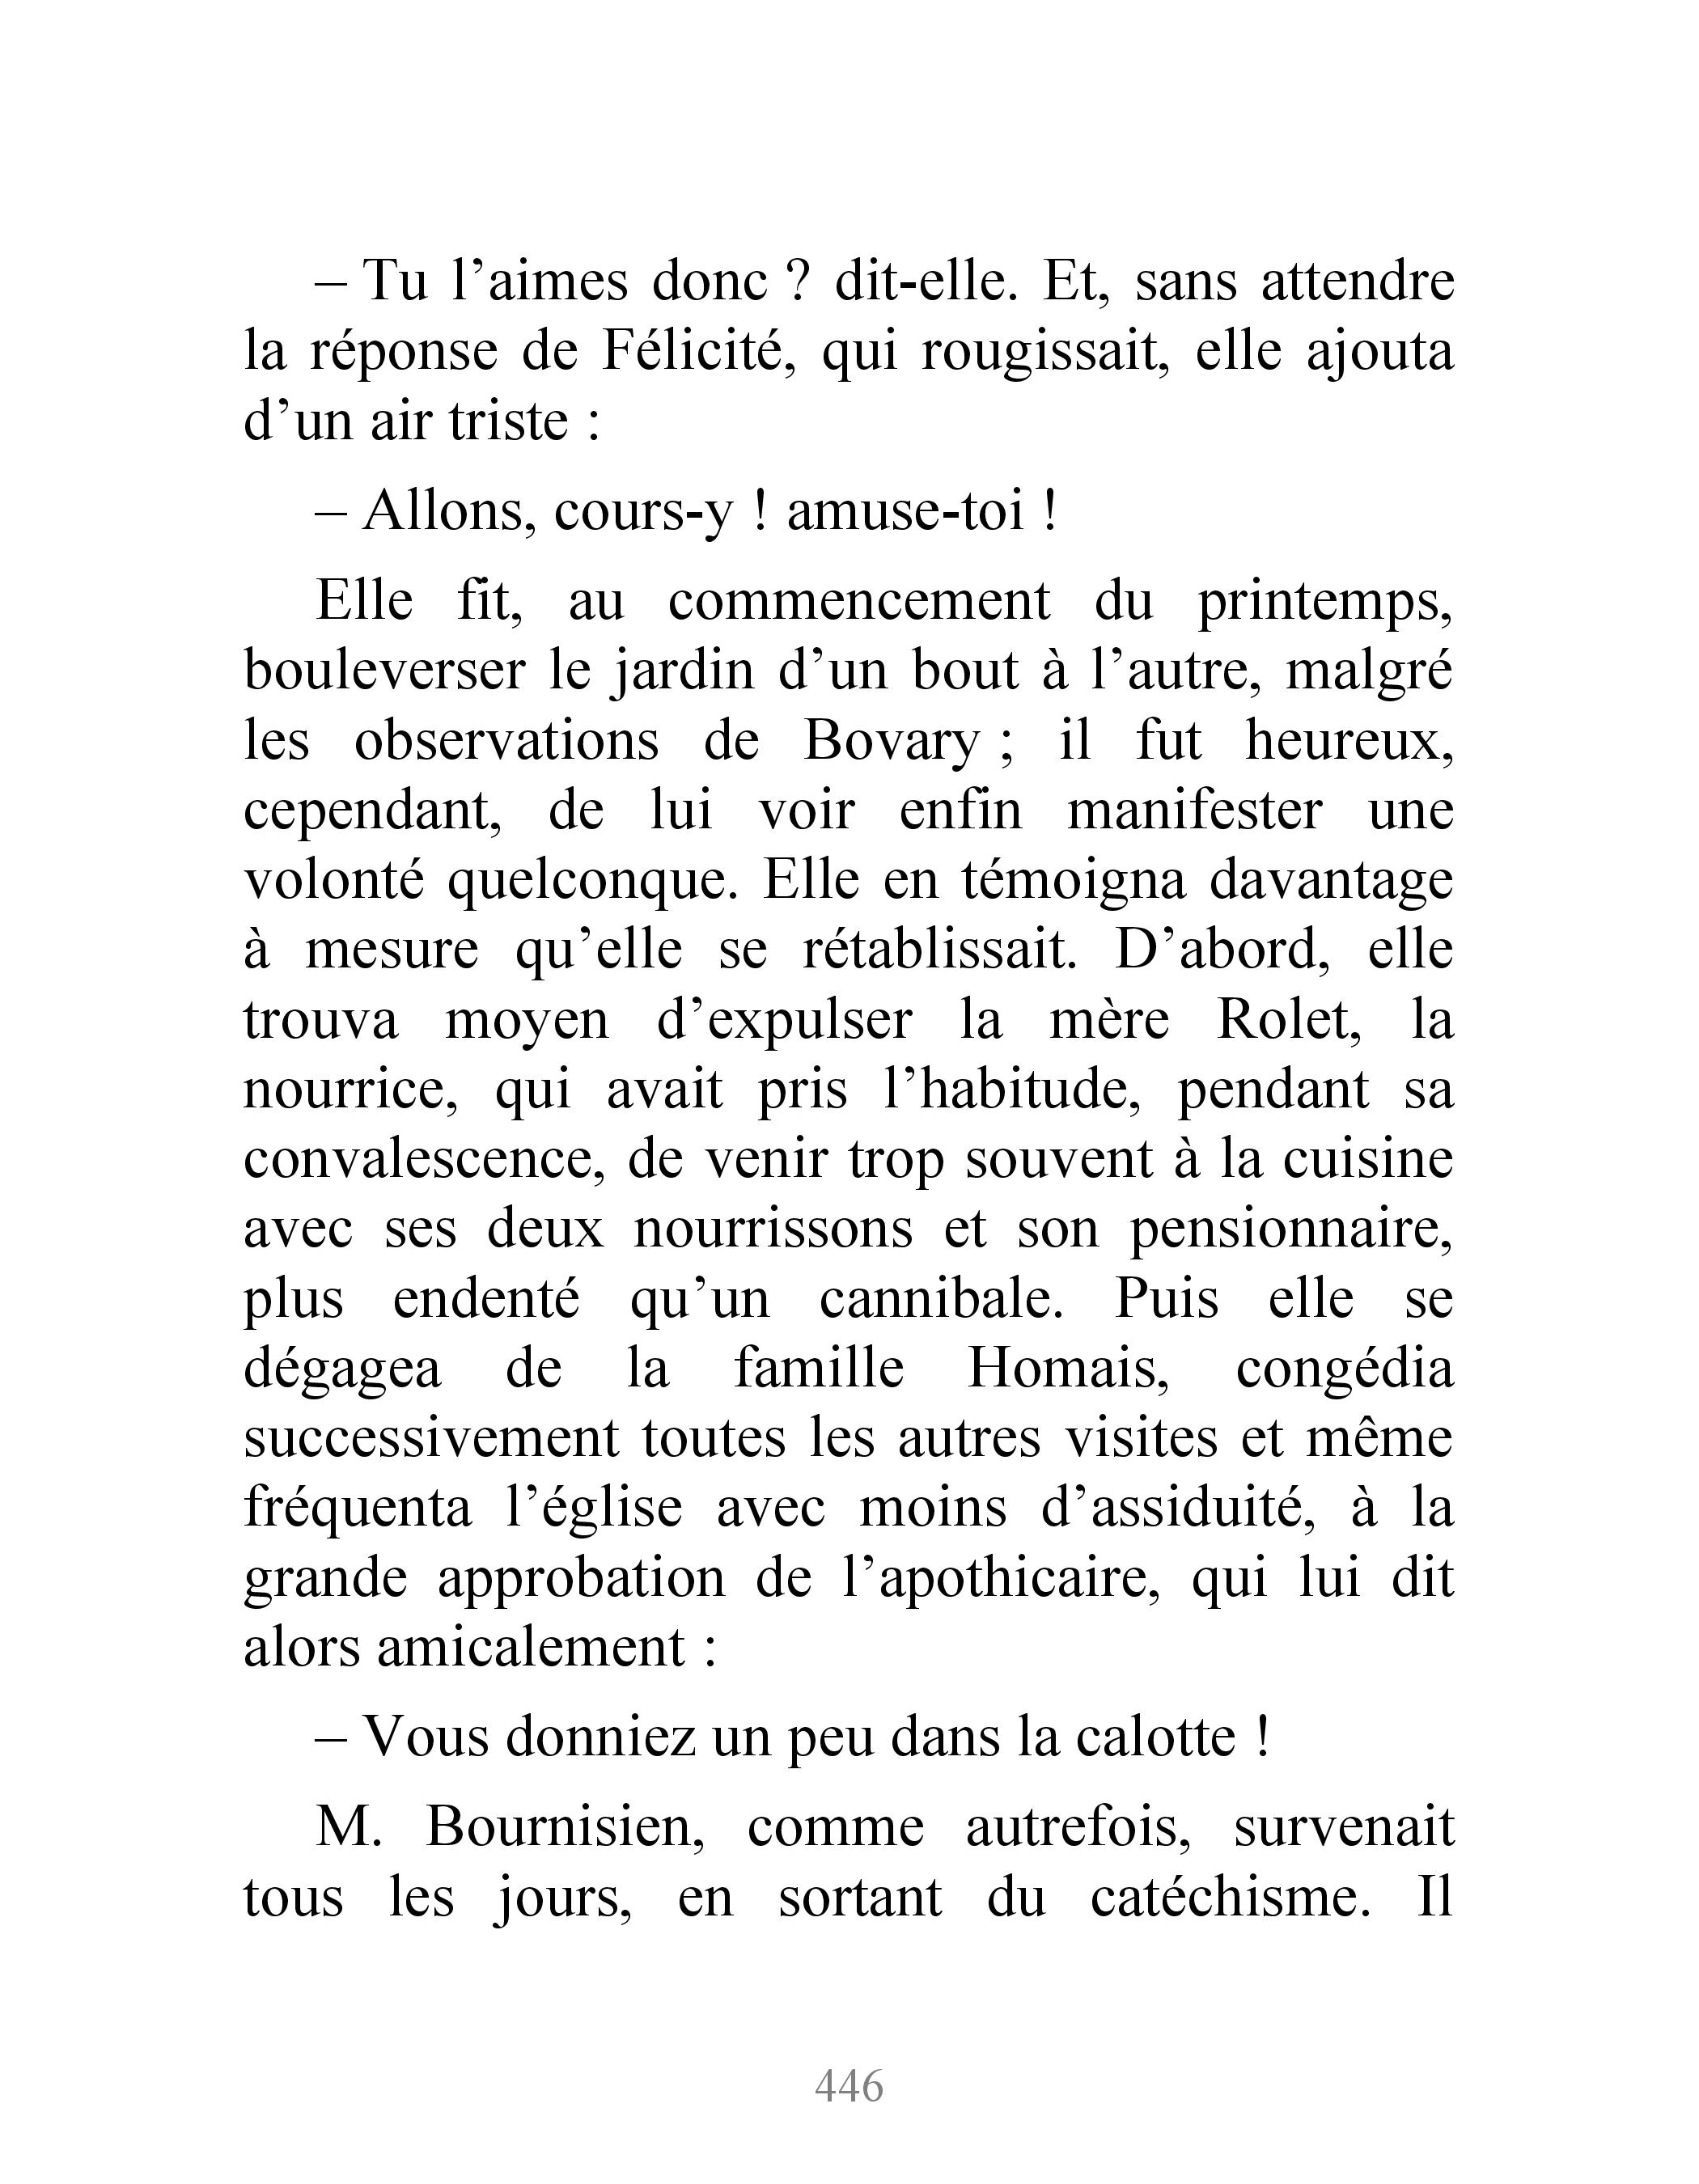 – Tu l’aimes donc ? dit-elle. Et, sans attendre
la réponse de Félicité, qui rougissait, elle ajouta
d’un air triste :
– Allons, cours-y ! amuse-toi !
Elle fit, au commencement du printemps,
bouleverser le jardin d’un bout à l’autre, malgré
les observations de Bovary ; il fut heureux,
cependant, de lui voir enfin manifester une
volonté quelconque. Elle en témoigna davantage
à mesure qu’elle se rétablissait. D’abord, elle
trouva moyen d’expulser la mère Rolet, la
nourrice, qui avait pris l’habitude, pendant sa
convalescence, de venir trop souvent à la cuisine
avec ses deux nourrissons et son pensionnaire,
plus endenté qu’un cannibale. Puis elle se
dégagea de la famille Homais, congédia
successivement toutes les autres visites et même
fréquenta l’église avec moins d’assiduité, à la
grande approbation de l’apothicaire, qui lui dit
alors amicalement :
– Vous donniez un peu dans la calotte !
M. Bournisien, comme autrefois, survenait
tous les jours, en sortant du catéchisme. Il
446